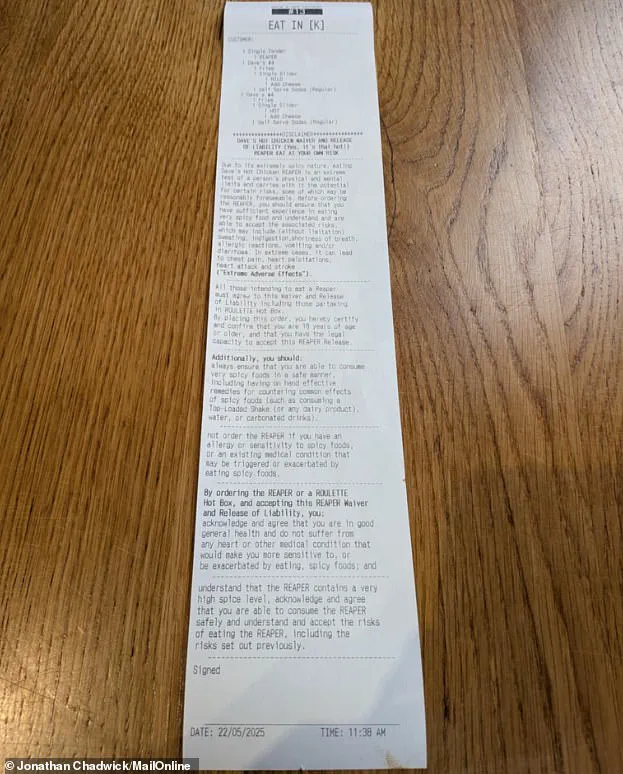 #13
EAT IN [K]
CUSTOMER:
1 Single Tender
1 REAPER
1 Dave's #4
1 Fries
1 Single Slider
1 MILD
1 Add Cheese
1 Self Serve Sodas (Regular)
1 Dave's #4
1 Fries
1 Single Slider
1 HOT
1 Add Cheese
1 Self Serve Sodas (Regular)
****************DISCLAIMER****************
DAVE'S HOT CHICKEN WAIVER AND RELEASE
OF LIABILITY (Yes, it's that hot!)
REAPER EAT AT YOUR OWN RISK
Due to its extremely spicy nature, eating
Dave's Hot Chicken REAPER is an extreme
test of a person's physical and mental
limits and carries with it the potential
for certain risks, some of which may be
reasonably foreseeable. Before ordering
the REAPER, you should ensure that you
have sufficient experience in eating
very spicy food and understand and are
able to accept the associated risks,
which may include (without limitation)
sweating, indigestion, shortness of breath,
allergic reactions, vomiting and/or
diarrhoea. In extreme cases, it can lead
to chest pain, heart palpitations,
heart attack and stroke
("Extreme Adverse Effects").
All those intending to eat a Reaper
must agree to this Waiver and Release
of Liability including those partaking
in ROULETTE Hot Box.
By placing this order, you hereby certify
and confirm that you are 18 years of age
or older, and that you have the legal
capacity to accept this REAPER Release.
Additionally, you should:
always ensure that you are able to consume
very spicy foods in a safe manner,
including having on hand effective
remedies for countering common effects
of spicy foods (such as consuming a
Top-Loaded Shake (or any dairy product),
water, or carbonated drinks).
not order the REAPER if you have an
allergy or sensitivity to spicy foods,
or an existing medical condition that
may be triggered or exacerbated by
eating spicy foods.
By ordering the REAPER or a ROULETTE
Hot Box, and accepting this REAPER Waiver
and Release of Liability, you:
acknowledge and agree that you are in good
general health and do not suffer from
any heart or other medical condition that
would make you more sensitive to, or
be exacerbated by eating, spicy foods; and
understand that the REAPER contains a very
high spice level, acknowledge and agree
that you are able to consume the REAPER
safely and understand and accept the risks
of eating the REAPER, including the
risks set out previously.
Signed
DATE: 22/05/2025 TIME: 11:38 AM
© Jonathan Chadwick/MailOnline